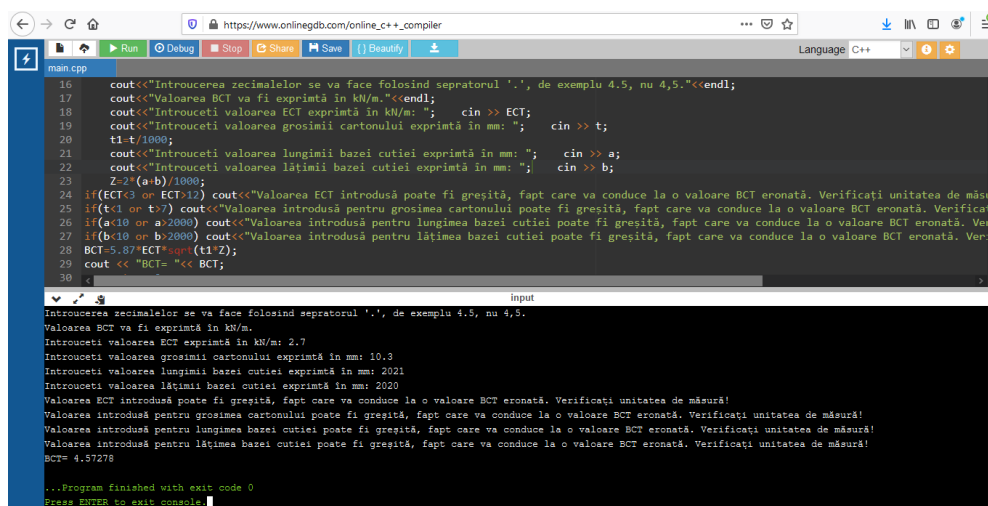 https://www.onlinegdb.com/online_c++_compiler
Run Debug Stop Share Save {} Beautify Language C++
main.cpp
16 cout<<"Introucerea zecimalelor se va face folosind sepratorul '.', de exemplu 4.5, nu 4,5."<<endl;
17 cout<<"Valoarea BCT va fi exprimtă în kN/m."<<endl;
18 cout<<"Introuceti valoarea ECT exprimtă în kN/m: "; cin >> ECT;
19 cout<<"Introuceti valoarea grosimii cartonului exprimtă în mm: "; cin >> t;
20 t1=t/1000;
21 cout<<"Introuceti valoarea lungimii bazei cutiei exprimtă în mm: "; cin >> a;
22 cout<<"Introuceti valoarea lățimii bazei cutiei exprimtă în mm: "; cin >> b;
23 Z=2*(a+b)/1000;
24 if(ECT<3 or ECT>12) cout<<"Valoarea ECT introdusă poate fi greșită, fapt care va conduce la o valoare BCT eronată. Verificați unitatea de măsu
25 if(t<1 or t>7) cout<<"Valoarea introdusă pentru grosimea cartonului poate fi greșită, fapt care va conduce la o valoare BCT eronată. Verificat
26 if(a<10 or a>2000) cout<<"Valoarea introdusă pentru lungimea bazei cutiei poate fi greșită, fapt care va conduce la o valoare BCT eronată. Ver
27 if(b<10 or b>2000) cout<<"Valoarea introdusă pentru lățimea bazei cutiei poate fi greșită, fapt care va conduce la o valoare BCT eronată. Ver
28 BCT=5.87*ECT*sqrt(t1*Z);
29 cout << "BCT= "<< BCT;
30
input
Introucerea zecimalelor se va face folosind sepratorul '.', de exemplu 4.5, nu 4,5.
Valoarea BCT va fi exprimtă în kN/m.
Introuceti valoarea ECT exprimtă în kN/m: 2.7
Introuceti valoarea grosimii cartonului exprimtă în mm: 10.3
Introuceti valoarea lungimii bazei cutiei exprimtă în mm: 2021
Introuceti valoarea lățimii bazei cutiei exprimtă în mm: 2020
Valoarea ECT introdusă poate fi greșită, fapt care va conduce la o valoare BCT eronată. Verificați unitatea de măsură!
Valoarea introdusă pentru grosimea cartonului poate fi greșită, fapt care va conduce la o valoare BCT eronată. Verificați unitatea de măsură!
Valoarea introdusă pentru lungimea bazei cutiei poate fi greșită, fapt care va conduce la o valoare BCT eronată. Verificați unitatea de măsură!
Valoarea introdusă pentru lățimea bazei cutiei poate fi greșită, fapt care va conduce la o valoare BCT eronată. Verificați unitatea de măsură!
BCT= 4.57278
...Program finished with exit code 0
Press ENTER to exit console.